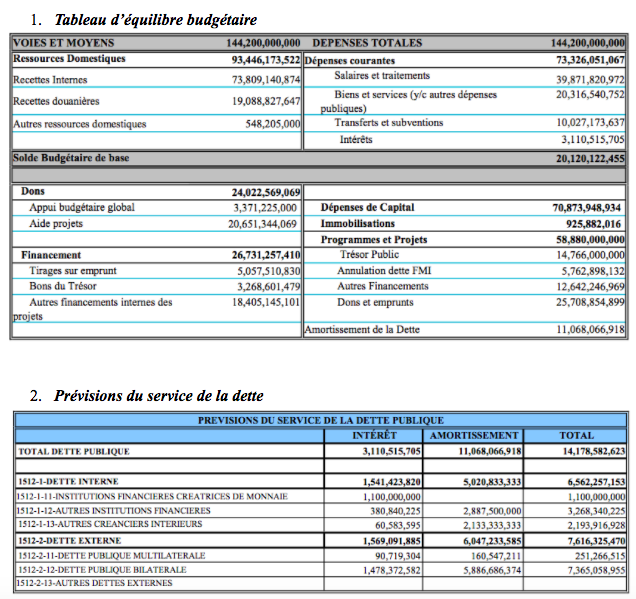 1. Tableau d'équilibre budgétaire
VOIES ET MOYENS 144,200,000,000 DEPENSES TOTALES 144,200,000,000
Ressources Domestiques 93,446,173,522 Dépenses courantes 73,326,051,067
Recettes Internes 73,809,140,874 Salaires et traitements 39,871,820,972
Recettes douanières 19,088,827,647 Biens et services (y/c autres dépenses publiques) 20,316,540,752
Autres ressources domestiques 548,205,000 Transferts et subventions 10,027,173,637
Intérêts 3,110,515,705
Solde Budgétaire de base 20,120,122,455
Dons 24,022,569,069
Appui budgétaire global 3,371,225,000 Dépenses de Capital 70,873,948,934
Aide projets 20,651,344,069 Immobilisations 925,882,016
Programmes et Projets 58,880,000,000
Financement 26,731,257,410 Trésor Public 14,766,000,000
Tirages sur emprunt 5,057,510,830 Annulation dette FMI 5,762,898,132
Bons du Trésor 3,268,601,479 Autres Financements 12,642,246,969
Autres financements internes des projets 18,405,145,101 Dons et emprunts 25,708,854,899
Amortissement de la Dette 11,068,066,918
2. Prévisions du service de la dette
PREVISIONS DU SERVICE DE LA DETTE PUBLIQUE
INTÉRÊT AMORTISSEMENT TOTAL
TOTAL DETTE PUBLIQUE 3,110,515,705 11,068,066,918 14,178,582,623
1512-1-DETTE INTERNE 1,541,423,820 5,020,833,333 6,562,257,153
1512-1-11-INSTITUTIONS FINANCIERES CREATRICES DE MONNAIE 1,100,000,000 1,100,000,000
1512-1-12-AUTRES INSTITUTIONS FINANCIERES 380,840,225 2,887,500,000 3,268,340,225
1512-1-13-AUTRES CREANCIERS INTERIEURS 60,583,595 2,133,333,333 2,193,916,928
1512-2-DETTE EXTERNE 1,569,091,885 6,047,233,585 7,616,325,470
1512-2-11-DETTE PUBLIQUE MULTILATERALE 90,719,304 160,547,211 251,266,515
1512-2-12-DETTE PUBLIQUE BILATERALE 1,478,372,582 5,886,686,374 7,365,058,955
1512-2-13-AUTRES DETTES EXTERNES